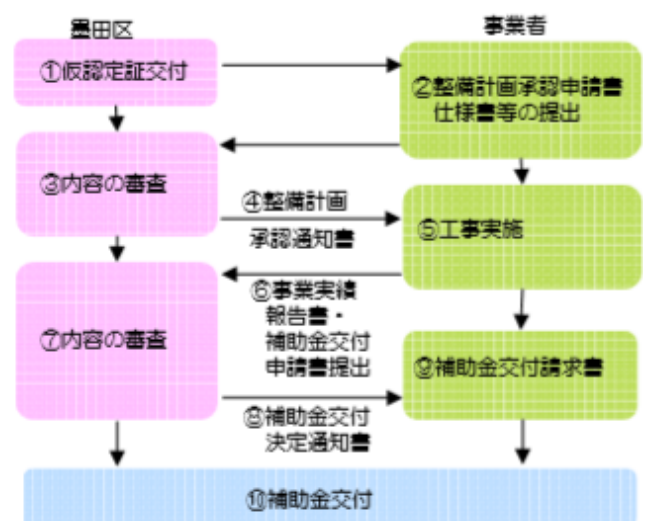 墨田区
事業者
①仮認定証交付
②整備計画承認申請書
仕様書等の提出
③内容の審査
④整備計画
承認通知書
⑤工事実施
⑥事業実績
報告書・
補助金交付
申請書提出
⑦内容の審査
⑧補助金交付
決定通知書
⑨補助金交付請求書
⑩補助金交付